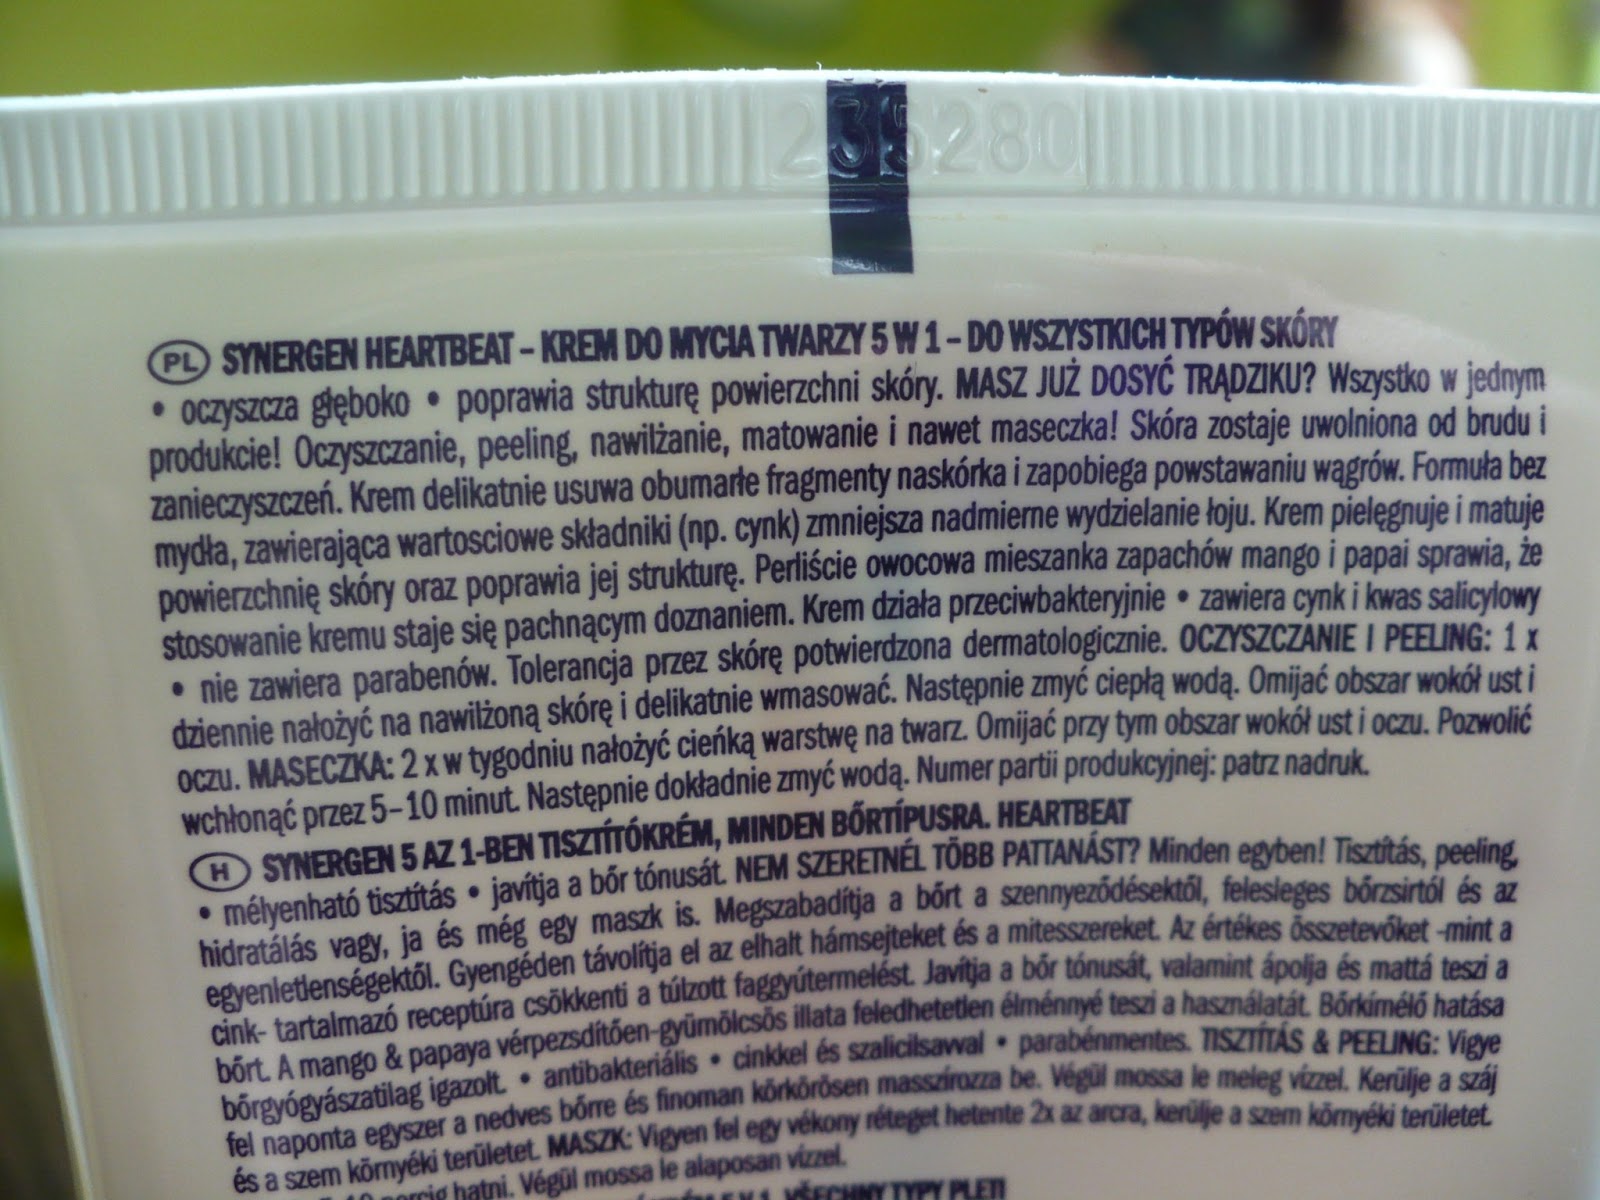 235280
PL SYNERGEN HEARTBEAT – KREM DO MYCIA TWARZY 5 W 1 – DO WSZYSTKICH TYPÓW SKÓRY
• oczyszcza głęboko • poprawia strukturę powierzchni skóry. MASZ JUŻ DOSYĆ TRĄDZIKU? Wszystko w jednym
produkcie! Oczyszczanie, peeling, nawilżanie, matowanie i nawet maseczka! Skóra zostaje uwolniona od brudu i
zanieczyszczeń. Krem delikatnie usuwa obumarłe fragmenty naskórka i zapobiega powstawaniu wągrów. Formuła bez
mydła, zawierająca wartosciowe składniki (np. cynk) zmniejsza nadmierne wydzielanie łoju. Krem pielęgnuje i matuje
powierzchnię skóry oraz poprawia jej strukturę. Perliście owocowa mieszanka zapachów mango i papai sprawia, że
stosowanie kremu staje się pachnącym doznaniem. Krem działa przeciwbakteryjnie • zawiera cynk i kwas salicylowy
• nie zawiera parabenów. Tolerancja przez skórę potwierdzona dermatologicznie. OCZYSZCZANIE I PEELING: 1 x
dziennie nałożyć na nawilżoną skórę i delikatnie wmasować. Następnie zmyć ciepłą wodą. Omijać obszar wokół ust i
oczu. MASECZKA: 2 x w tygodniu nałożyć cieńką warstwę na twarz. Omijać przy tym obszar wokół ust i oczu. Pozwolić
wchłonąć przez 5–10 minut. Następnie dokładnie zmyć wodą. Numer partii produkcyjnej: patrz nadruk.
H SYNERGEN 5 AZ 1-BEN TISZTÍTÓKRÉM, MINDEN BŐRTÍPUSRA. HEARTBEAT
• mélyenható tisztítás • javítja a bőr tónusát. NEM SZERETNÉL TÖBB PATTANÁST? Minden egyben! Tisztítás, peeling,
hidratálás vagy, ja és még egy maszk is. Megszabadítja a bőrt a szennyeződésektől, felesleges bőrzsirtól és az
egyenletlenségektől. Gyengéden távolítja el az elhalt hámsejteket és a mitesszereket. Az értékes összetevőket -mint a
cink- tartalmazó receptúra csökkenti a túlzott faggyútermelést. Javítja a bőr tónusát, valamint ápolja és mattá teszi a
bőrt. A mango & papaya vérpezsdítően-gyümölcsös illata feledhetetlen élménnyé teszi a használatát. Bőrkímélő hatása
bőrgyógyászatilag igazolt. • antibakteriális • cinkkel és szalicilsavval • parabénmentes. TISZTÍTÁS & PEELING: Vigye
fel naponta egyszer a nedves bőrre és finoman körkörösen masszírozza be. Végül mossa le meleg vízzel. Kerülje a száj
és a szem környéki területet. MASZK: Vigyen fel egy vékony réteget hetente 2x az arcra, kerülje a szem környéki területet.
10 percig hatni. Végül mossa le alaposan vízzel.
5 V 1, VŠECHNY TYPY PLETI